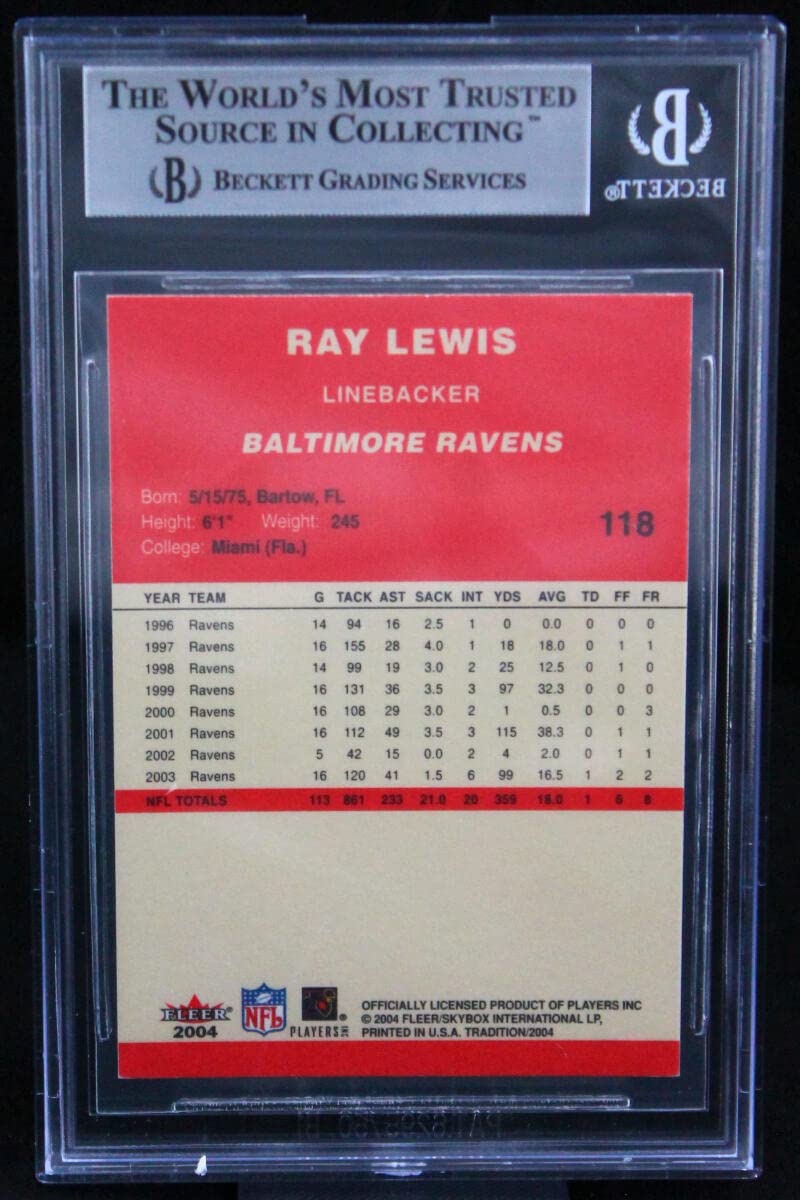 THE WORLD'S MOST TRUSTED
SOURCE IN COLLECTING™
B BECKETT GRADING SERVICES
B
BECKETT®
RAY LEWIS
LINEBACKER
BALTIMORE RAVENS
Born: 5/15/75, Bartow, FL
Height: 6'1" Weight: 245
College: Miami (Fla.)
118
YEAR TEAM G TACK AST SACK INT YDS AVG TD FF FR
1996 Ravens 14 94 16 2.5 1 0 0.0 0 0 0
1997 Ravens 16 155 28 4.0 1 18 18.0 0 1 1
1998 Ravens 14 99 19 3.0 2 25 12.5 0 1 0
1999 Ravens 16 131 36 3.5 3 97 32.3 0 0 0
2000 Ravens 16 108 29 3.0 2 1 0.5 0 0 3
2001 Ravens 16 112 49 3.5 3 115 38.3 0 1 1
2002 Ravens 5 42 15 0.0 2 4 2.0 0 1 1
2003 Ravens 16 120 41 1.5 6 99 16.5 1 2 2
NFL TOTALS 113 861 233 21.0 20 359 18.0 1 6 8
FLEER
2004
NFL
PLAYERS INC
OFFICIALLY LICENSED PRODUCT OF PLAYERS INC
© 2004 FLEER/SKYBOX INTERNATIONAL LP,
PRINTED IN U.S.A. TRADITION/2004